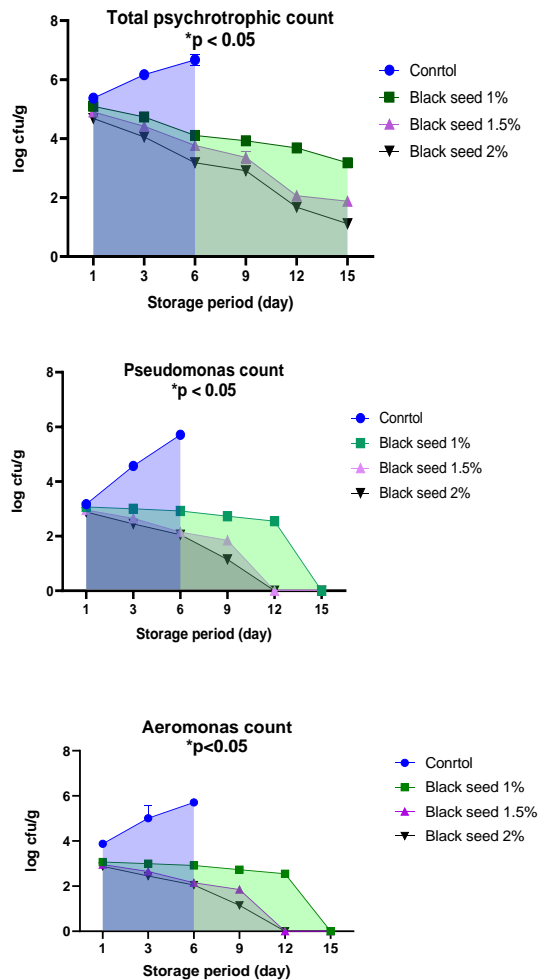 Total psychrotrophic count
*p < 0.05
8
6
4
2
0
log cfu/g
1 3 6 9 12 15
Storage period (day)
Conrtol
Black seed 1%
Black seed 1.5%
Black seed 2%
Pseudomonas count
*p < 0.05
8
6
4
2
0
log cfu/g
1 3 6 9 12 15
Storage period (day)
Conrtol
Black seed 1%
Black seed 1.5%
Black seed 2%
Aeromonas count
*p<0.05
8
6
4
2
0
log cfu/g
1 3 6 9 12 15
Storage period (day)
Conrtol
Black seed 1%
Black seed 1.5%
Black seed 2%